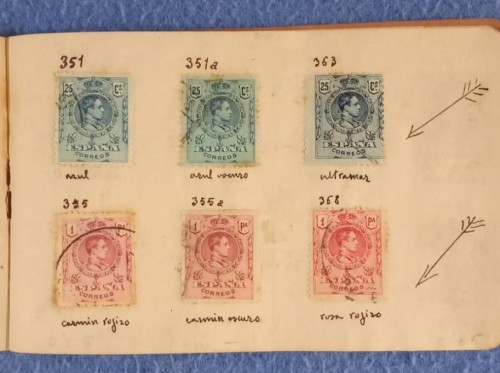 351 351a 363
25 Cs 25 Cs 25 Cs
ESPAÑA ESPAÑA ESPAÑA
CORREOS CORREOS CORREOS
azul azul oscuro ultramar
355a 368
1 PTA 1 PTA 1 PTA
ESPAÑA ESPAÑA ESPAÑA
CORREOS CORREOS CORREOS
carmin rojizo carmin oscuro rosa rojizo